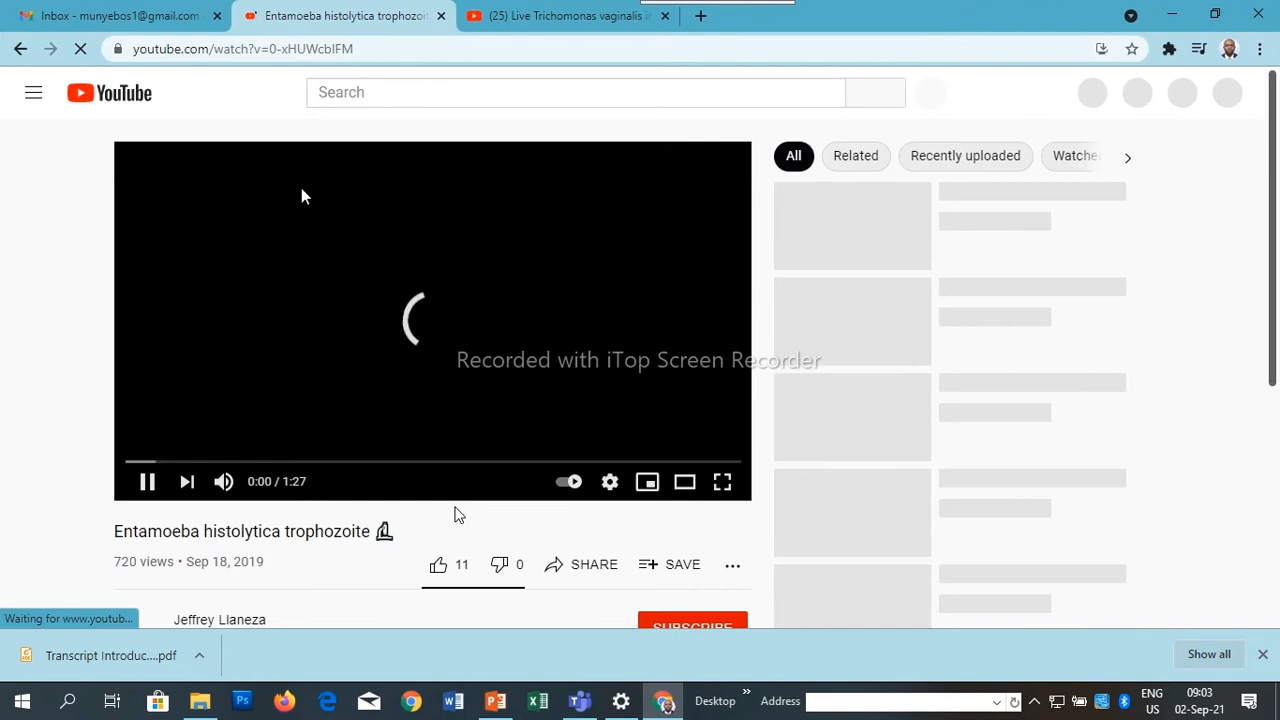 Inbox - munyebos1@gmail.com
Entamoeba histolytica trophozoit
(25) Live Trichomonas vaginalis i
youtube.com/watch?v=0-xHUWcbIFM
YouTube
Search
All
Related
Recently uploaded
Watche
Recorded with iTop Screen Recorder
0:00 / 1:27
Entamoeba histolytica trophozoite
720 views • Sep 18, 2019
11
0
SHARE
SAVE
Waiting for www.youtub...
Jeffrey Llaneza
SUBSCRIBE
Transcript Introduc....pdf
Show all
Desktop
Address
ENG
US
09:03
02-Sep-21